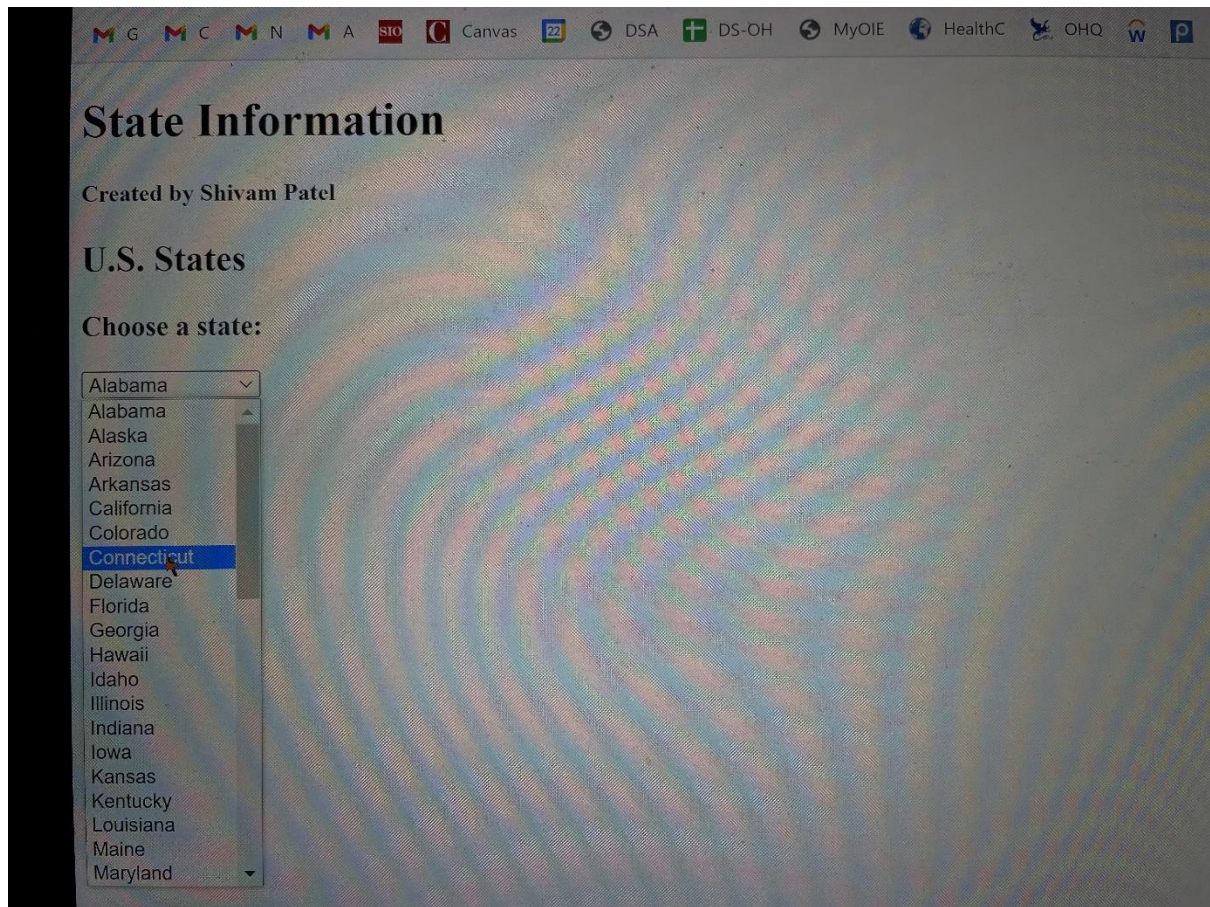 G C N A SIO C Canvas 22 DSA DS-OH MyOIE HealthC OHQ W P
State Information
Created by Shivam Patel
U.S. States
Choose a state:
Alabama
Alabama
Alaska
Arizona
Arkansas
California
Colorado
Connecticut
Delaware
Florida
Georgia
Hawaii
Idaho
Illinois
Indiana
Iowa
Kansas
Kentucky
Louisiana
Maine
Maryland